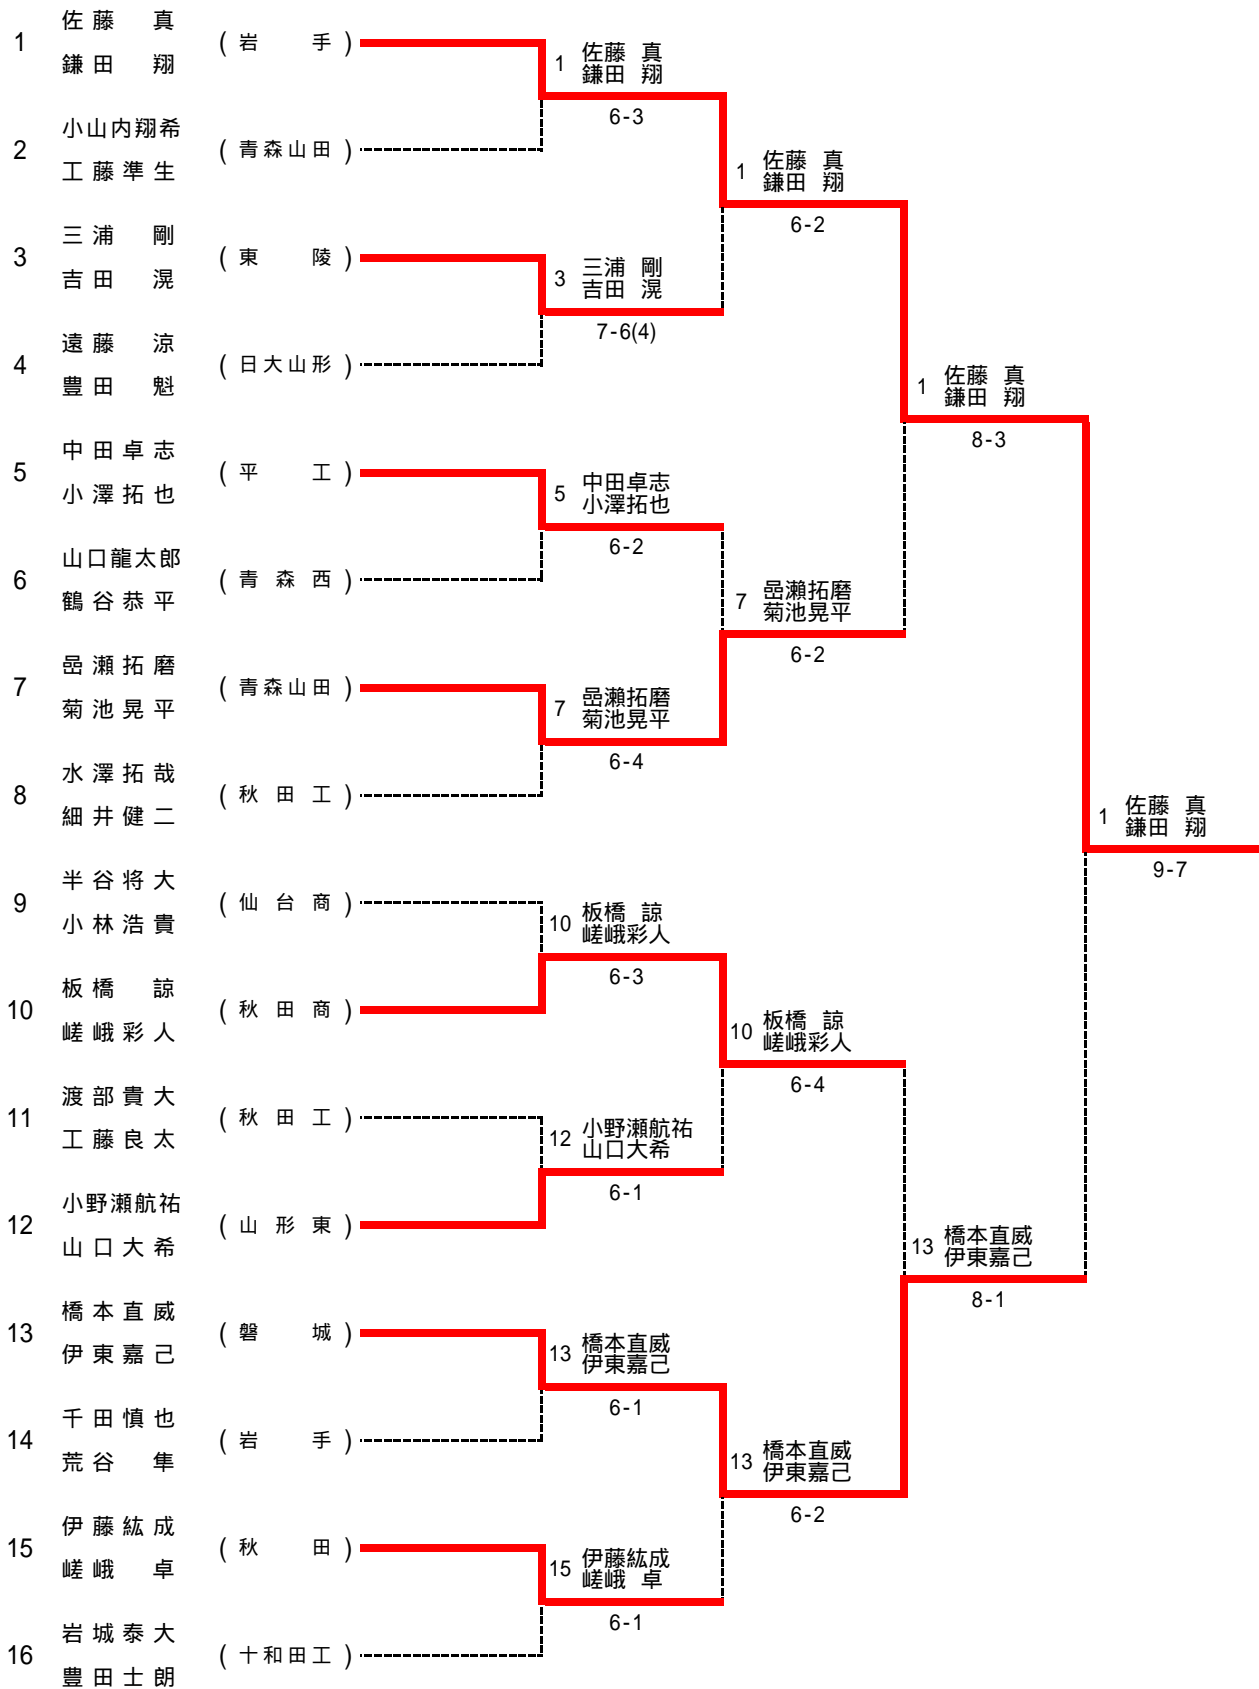 1 佐藤 真 鎌田 翔 (岩 手)
2 小山内翔希 工藤準生 (青森山田)
3 三浦 剛 吉田 滉 (東 陵)
4 遠藤 涼 豊田 魁 (日大山形)
5 中田卓志 小澤拓也 (平 工)
6 山口龍太郎 鶴谷恭平 (青森西)
7 嵒瀬拓磨 菊池晃平 (青森山田)
8 水澤拓哉 細井健二 (秋田工)
9 半谷将大 小林浩貴 (仙台商)
10 板橋 諒 嵯峨彩人 (秋田商)
11 渡部貴大 工藤良太 (秋田工)
12 小野瀬航祐 山口大希 (山形東)
13 橋本直威 伊東嘉己 (磐 城)
14 千田慎也 荒谷 隼 (岩 手)
15 伊藤紘成 嵯峨 卓 (秋 田)
16 岩城泰大 豊田士朗 (十和田工)
1 佐藤 真
鎌田 翔
6-3
3 三浦 剛
吉田 滉
7-6(4)
5 中田卓志
小澤拓也
6-2
7 嵒瀬拓磨
菊池晃平
6-4
10 板橋 諒
嵯峨彩人
6-3
12 小野瀬航祐
山口大希
6-1
13 橋本直威
伊東嘉己
6-1
15 伊藤紘成
嵯峨 卓
6-1
1 佐藤 真
鎌田 翔
6-2
7 嵒瀬拓磨
菊池晃平
6-2
10 板橋 諒
嵯峨彩人
6-4
13 橋本直威
伊東嘉己
6-2
1 佐藤 真
鎌田 翔
8-3
13 橋本直威
伊東嘉己
8-1
1 佐藤 真
鎌田 翔
9-7